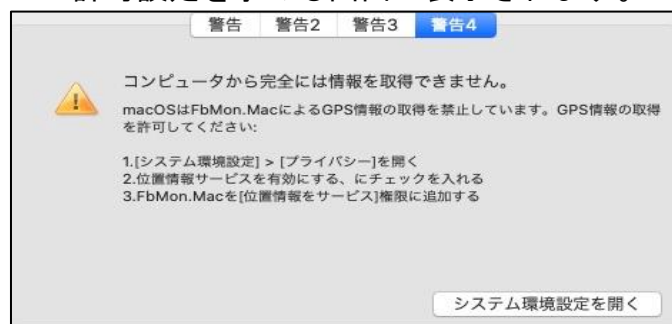 警告 警告2 警告3 警告4
コンピュータから完全には情報を取得できません。
macOSはFbMon.MacによるGPS情報の取得を禁止しています。GPS情報の取得
を許可してください:
1.[システム環境設定] > [プライバシー]を開く
2.位置情報サービスを有効にする、にチェックを入れる
3.FbMon.Macを[位置情報をサービス]権限に追加する
システム環境設定を開く